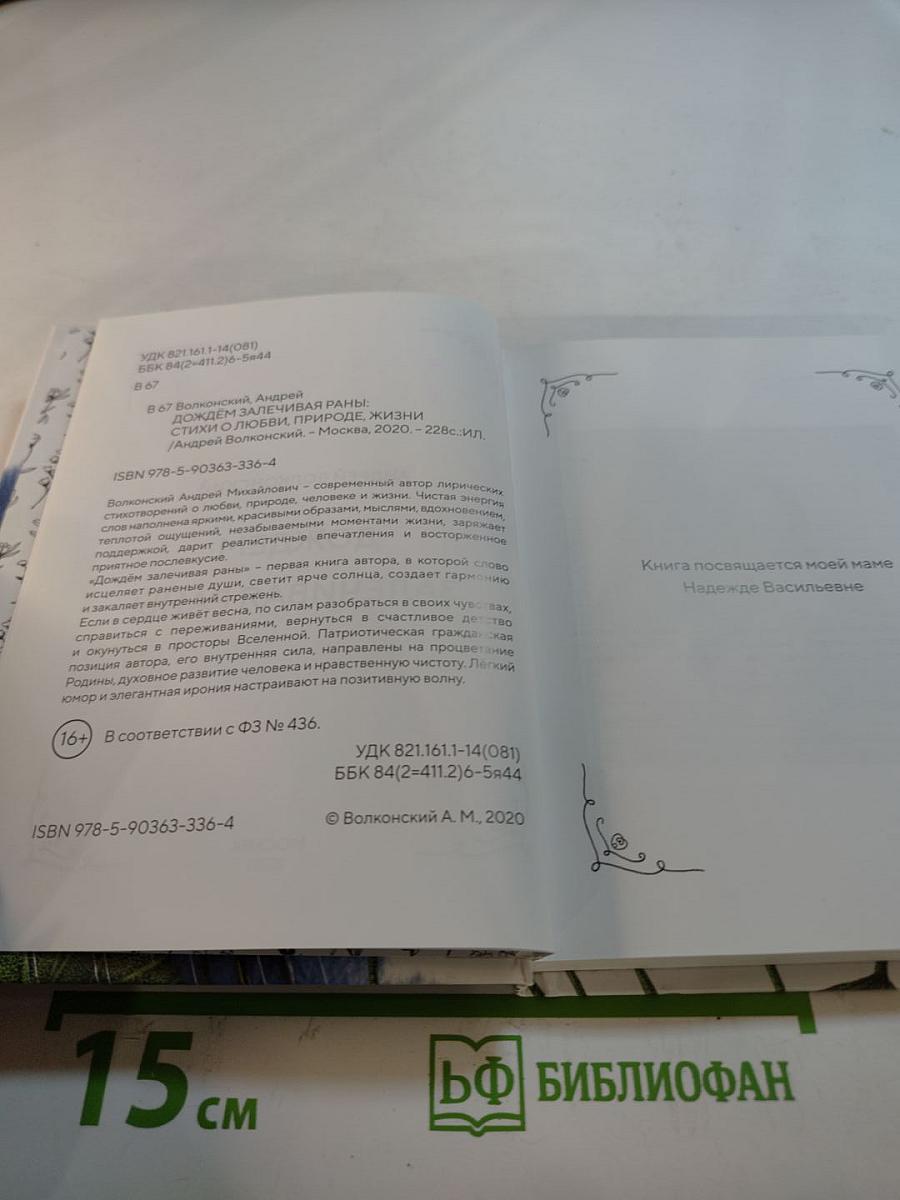 УДК 821.161.1-14(081)
ББК 84(2=411.2)6-5я44
В 67
В 67 Волконский, Андрей
ДОЖДЁМ ЗАЛЕЧИВАЯ РАНЫ:
СТИХИ О ЛЮБВИ, ПРИРОДЕ, ЖИЗНИ
/Андрей Волконский. – Москва, 2020. – 228с.:ИЛ.
ISBN 978-5-90363-336-4
Волконский Андрей Михайлович – современный автор лирических
стихотворений о любви, природе, человеке и жизни. Чистая энергия
слов наполнена яркими, красивыми образами, мыслями, вдохновением,
теплотой ощущений, незабываемыми моментами жизни, заряжает
поддержкой, дарит реалистичные впечатления и восторженное
приятное послевкусие.
«Дождём залечивая раны» – первая книга автора, в которой слово
исцеляет раненые души, светит ярче солнца, создает гармонию
и закаляет внутренний стрежень.
Если в сердце живёт весна, по силам разобраться в своих чувствах,
справиться с переживаниями, вернуться в счастливое детство
и окунуться в просторы Вселенной. Патриотическая гражданская
позиция автора, его внутренняя сила, направлены на процветание
Родины, духовное развитие человека и нравственную чистоту. Лёгкий
юмор и элегантная ирония настраивают на позитивную волну.
16+ В соответствии с ФЗ № 436.
УДК 821.161.1-14(081)
ББК 84(2=411.2)6-5я44
ISBN 978-5-90363-336-4
© Волконский А. М., 2020
Книга посвящается моей маме
Надежде Васильевне
15 см
БФ БИБЛИОФАН